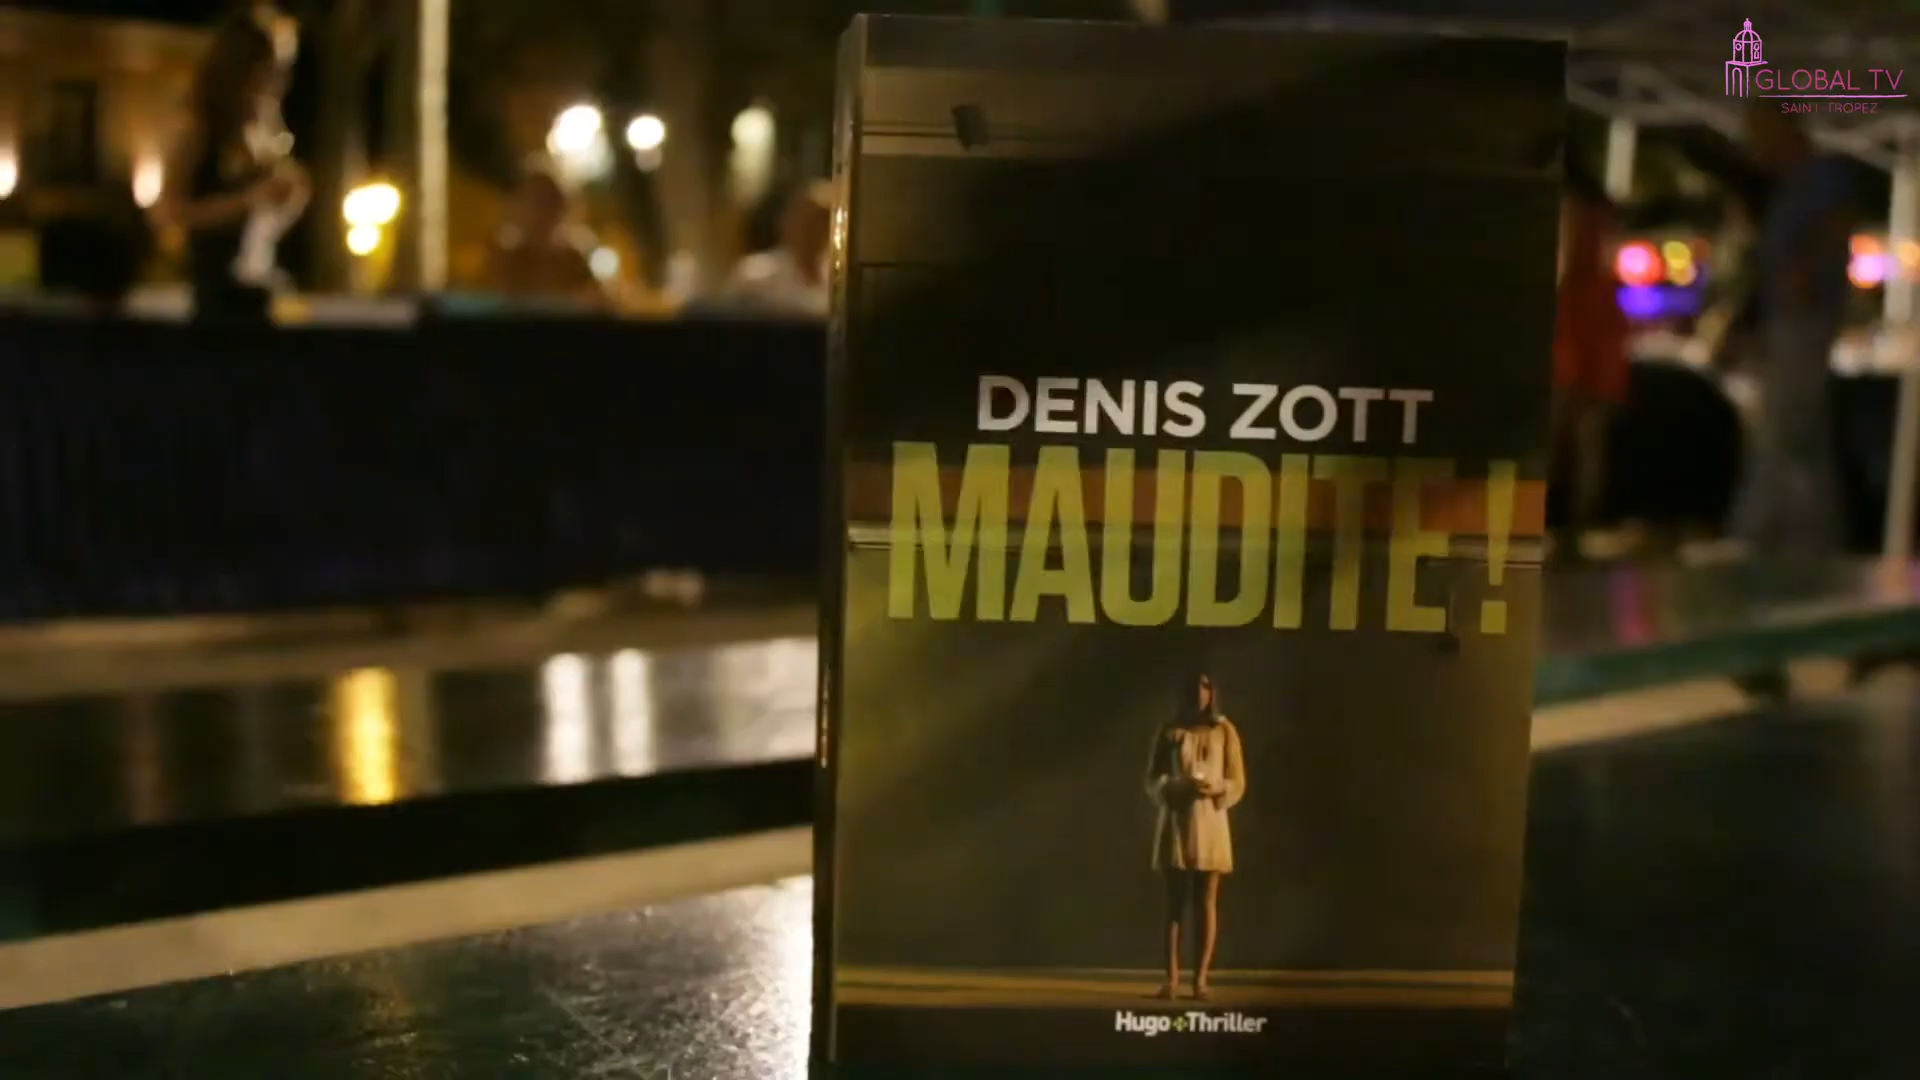 GLOBAL TV
SAINT TROPEZ
DENIS ZOTT
MAUDITE !
Hugo+Thriller